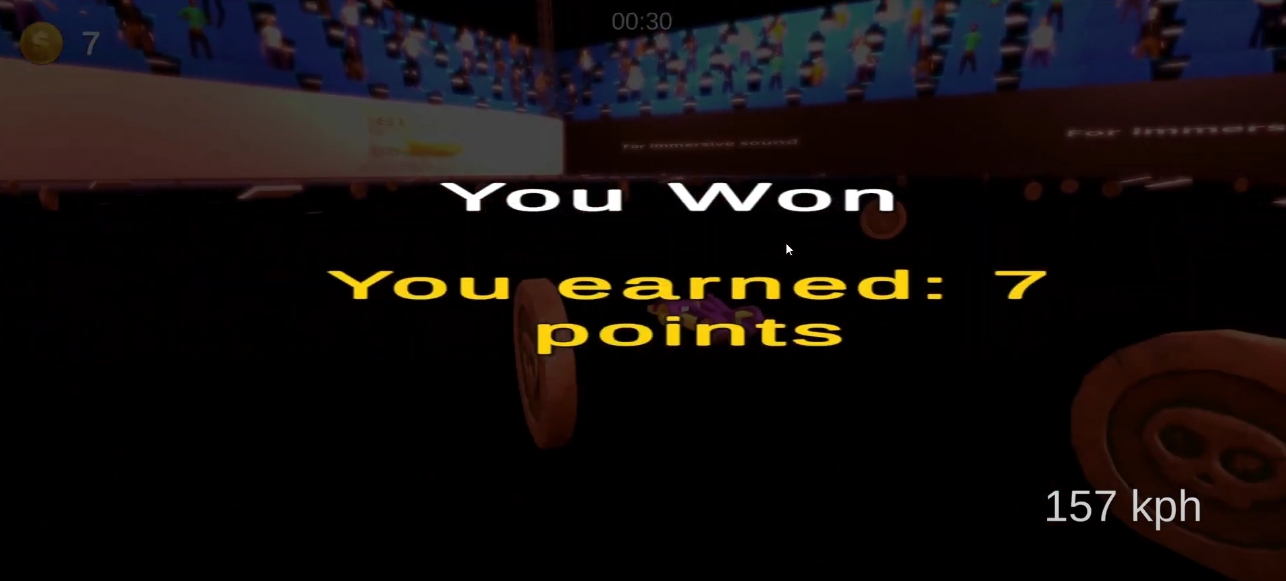 00:30
7
For immersive sound
For immers
You Won
You earned: 7
points
157 kph